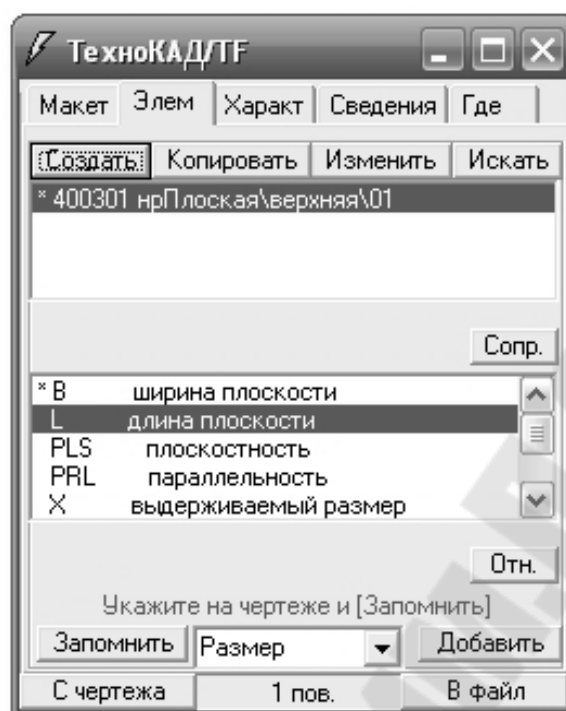 ТехноКАД/TF
Макет Элем Характ Сведения Где
Создать Копировать Изменить Искать
* 400301 нрПлоская\верхняя\01
Сопр.
* B ширина плоскости
L длина плоскости
PLS плоскостность
PRL параллельность
X выдерживаемый размер
Отн.
Укажите на чертеже и [Запомнить]
Запомнить Размер Добавить
С чертежа 1 пов. В файл